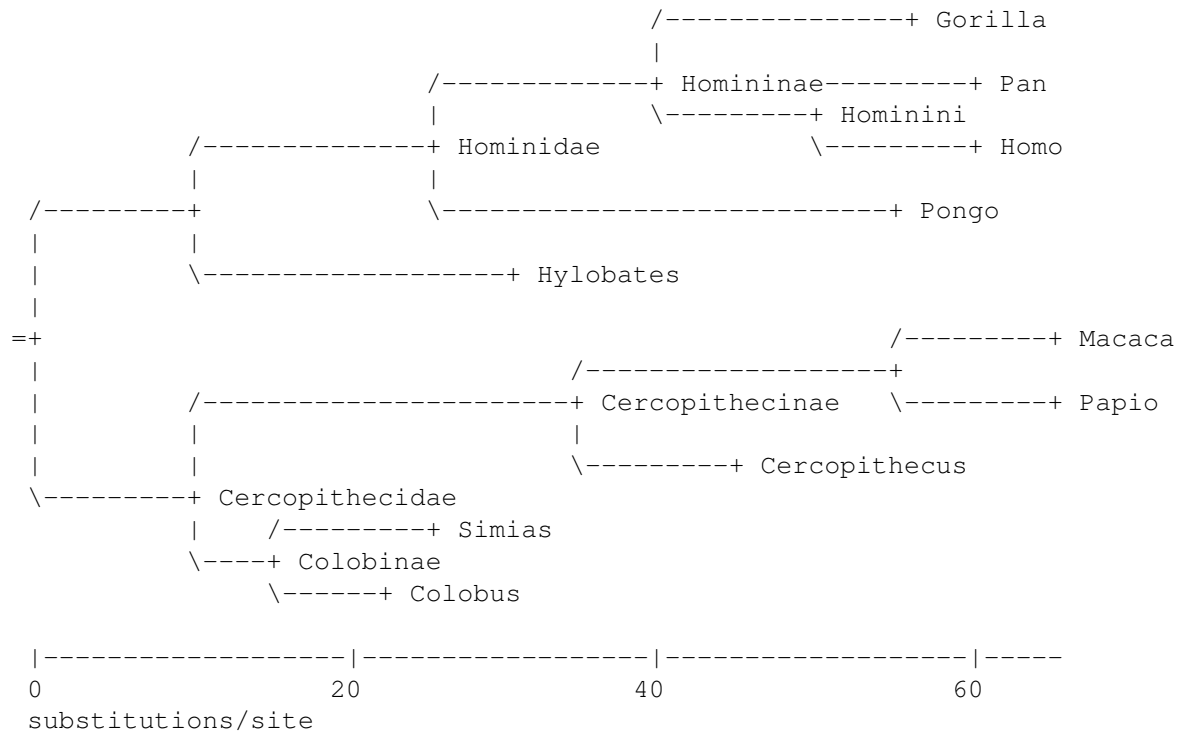 Gorilla
Homininae Pan
Hominini
Hominidae Homo
Pongo
Hylobates
Macaca
Cercopithecinae Papio
Cercopithecus
Cercopithecidae
Simias
Colobinae
Colobus
0 20 40 60
substitutions/site